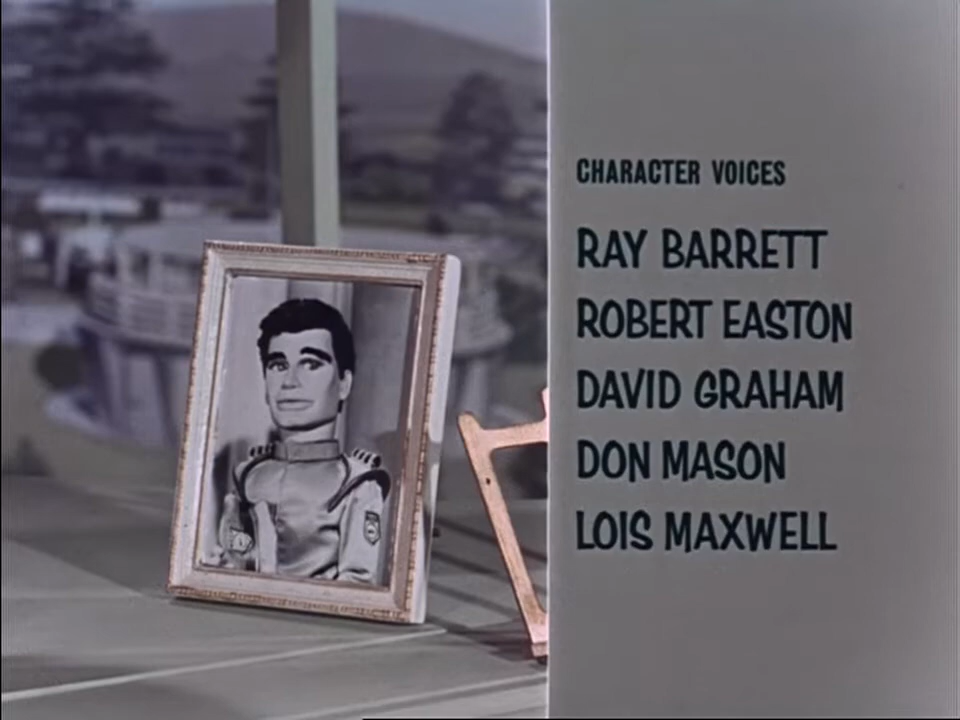 CHARACTER VOICES
RAY BARRETT
ROBERT EASTON
DAVID GRAHAM
DON MASON
LOIS MAXWELL